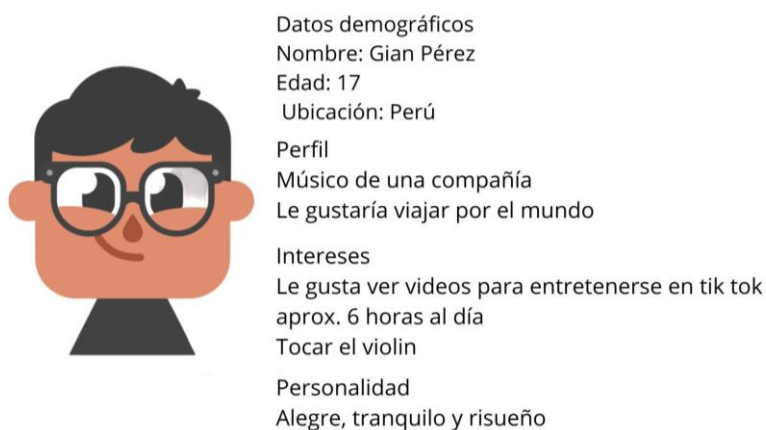 Datos demográficos
Nombre: Gian Pérez
Edad: 17
Ubicación: Perú
Perfil
Músico de una compañía
Le gustaría viajar por el mundo
Intereses
Le gusta ver videos para entretenerse en tik tok
aprox. 6 horas al día
Tocar el violin
Personalidad
Alegre, tranquilo y risueño